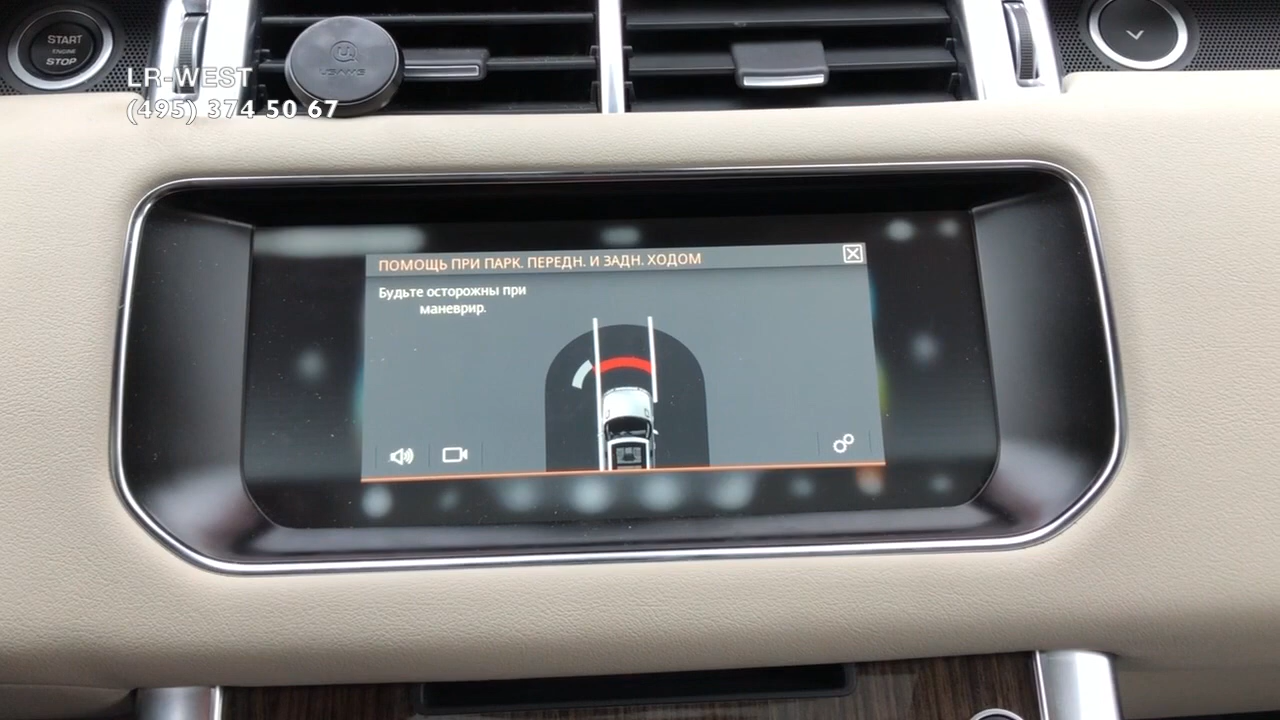 START
ENGINE
STOP
LR-WEST
(495) 374 50 67
USAMS
ПОМОЩЬ ПРИ ПАРК. ПЕРЕДН. И ЗАДН. ХОДОМ
Будьте осторожны при
маневрир.